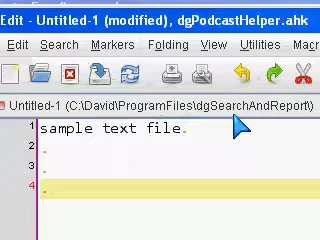 Edit - Untitled-1 (modified), dgPodcastHelper.ahk
Edit Search Markers Folding View Utilities Macr
Untitled-1 (C:\David\ProgramFiles\dgSearchAndReport\)
1 sample text file.
2 .
3 .
4 .